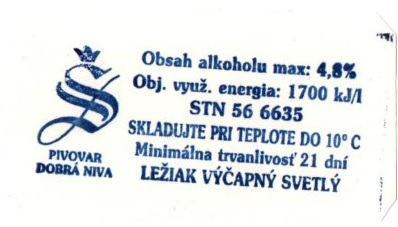 Obsah alkoholu max: 4,8%
Obj. využ. energia: 1700 kJ/l
STN 56 6635
SKLADUJTE PRI TEPLOTE DO 10° C
Minimálna trvanlivosť 21 dní
LEŽIAK VÝČAPNÝ SVETLÝ
S
PIVOVAR
DOBRÁ NIVA